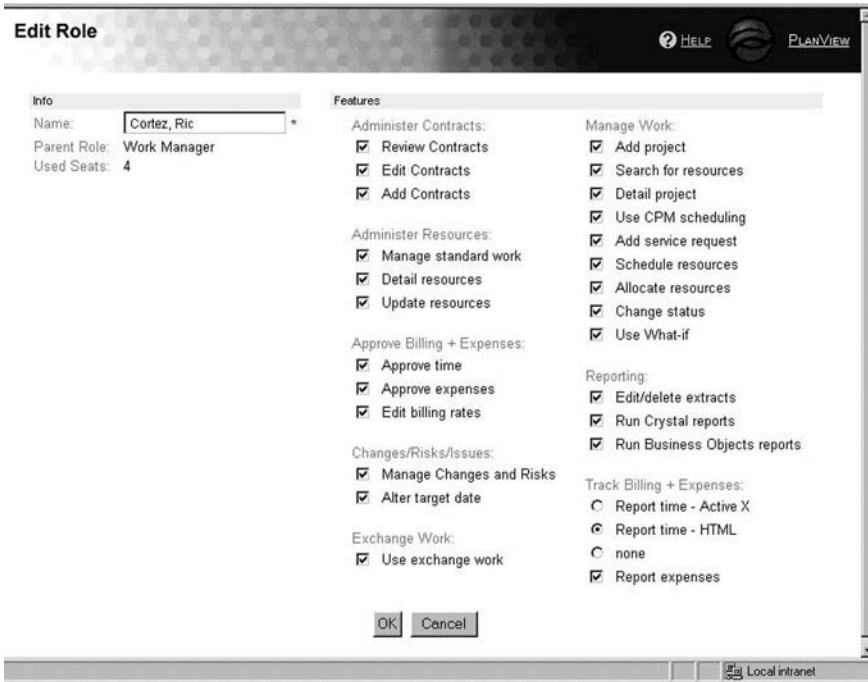 Edit Role
? HELP
PLANVIEW
Info
Name: Cortez, Ric *
Parent Role: Work Manager
Used Seats: 4
Features
Administer Contracts:
Review Contracts
Edit Contracts
Add Contracts
Administer Resources:
Manage standard work
Detail resources
Update resources
Approve Billing + Expenses:
Approve time
Approve expenses
Edit billing rates
Changes/Risks/Issues:
Manage Changes and Risks
Alter target date
Exchange Work:
Use exchange work
Manage Work:
Add project
Search for resources
Detail project
Use CPM scheduling
Add service request
Schedule resources
Allocate resources
Change status
Use What-if
Reporting:
Edit/delete extracts
Run Crystal reports
Run Business Objects reports
Track Billing + Expenses:
Report time - Active X
Report time - HTML
none
Report expenses
OK Cancel
Local intranet